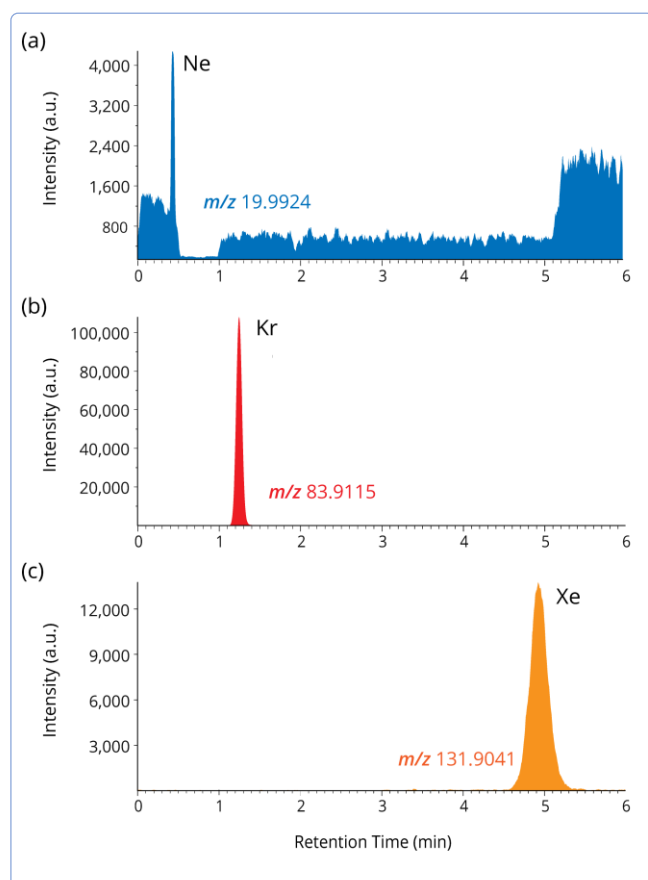 (a)
Ne
4,000
3,200
2,400
1,600
800
Intensity (a.u.)
m/z 19.9924
0 1 2 3 4 5 6
(b)
Kr
100,000
80,000
60,000
40,000
20,000
Intensity (a.u.)
m/z 83.9115
0 1 2 3 4 5 6
(c)
Xe
12,000
9,000
6,000
3,000
Intensity (a.u.)
m/z 131.9041
0 1 2 3 4 5 6
Retention Time (min)